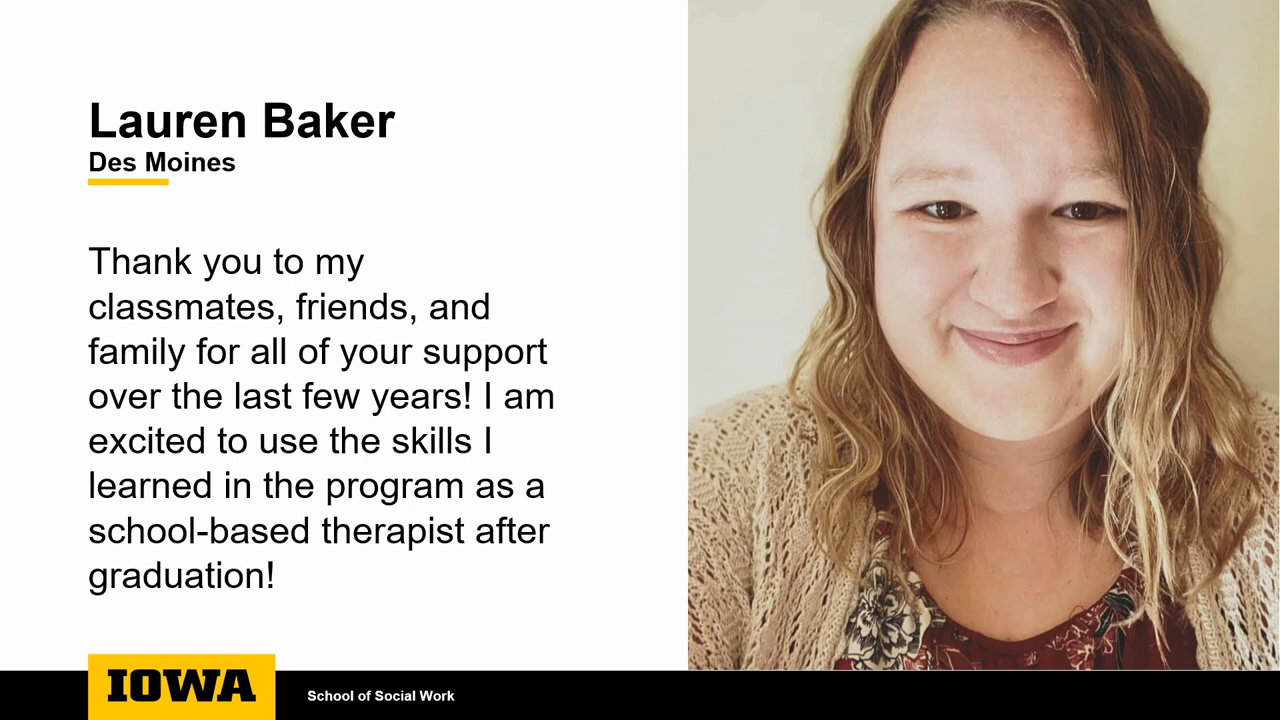 Lauren Baker
Des Moines
Thank you to my
classmates, friends, and
family for all of your support
over the last few years! I am
excited to use the skills I
learned in the program as a
school-based therapist after
graduation!
IOWA
School of Social Work